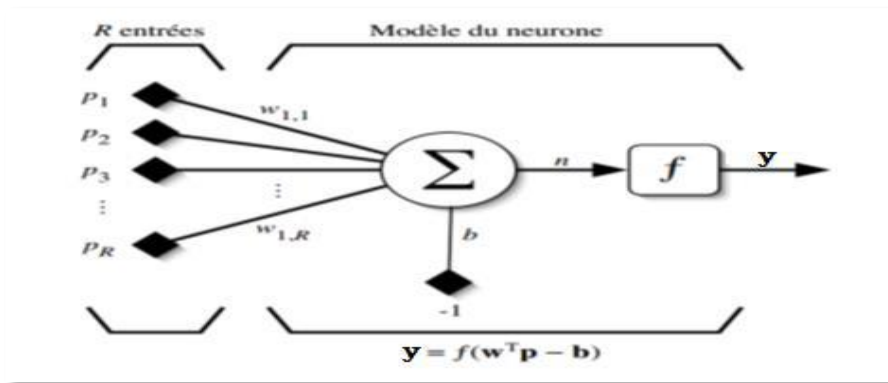 R entrées
Modèle du neurone
p1
w1,1
p2
p3
⋮
⋮
pR
w1,R
Σ
n
f
y
b
-1
y = f(wᵀp − b)